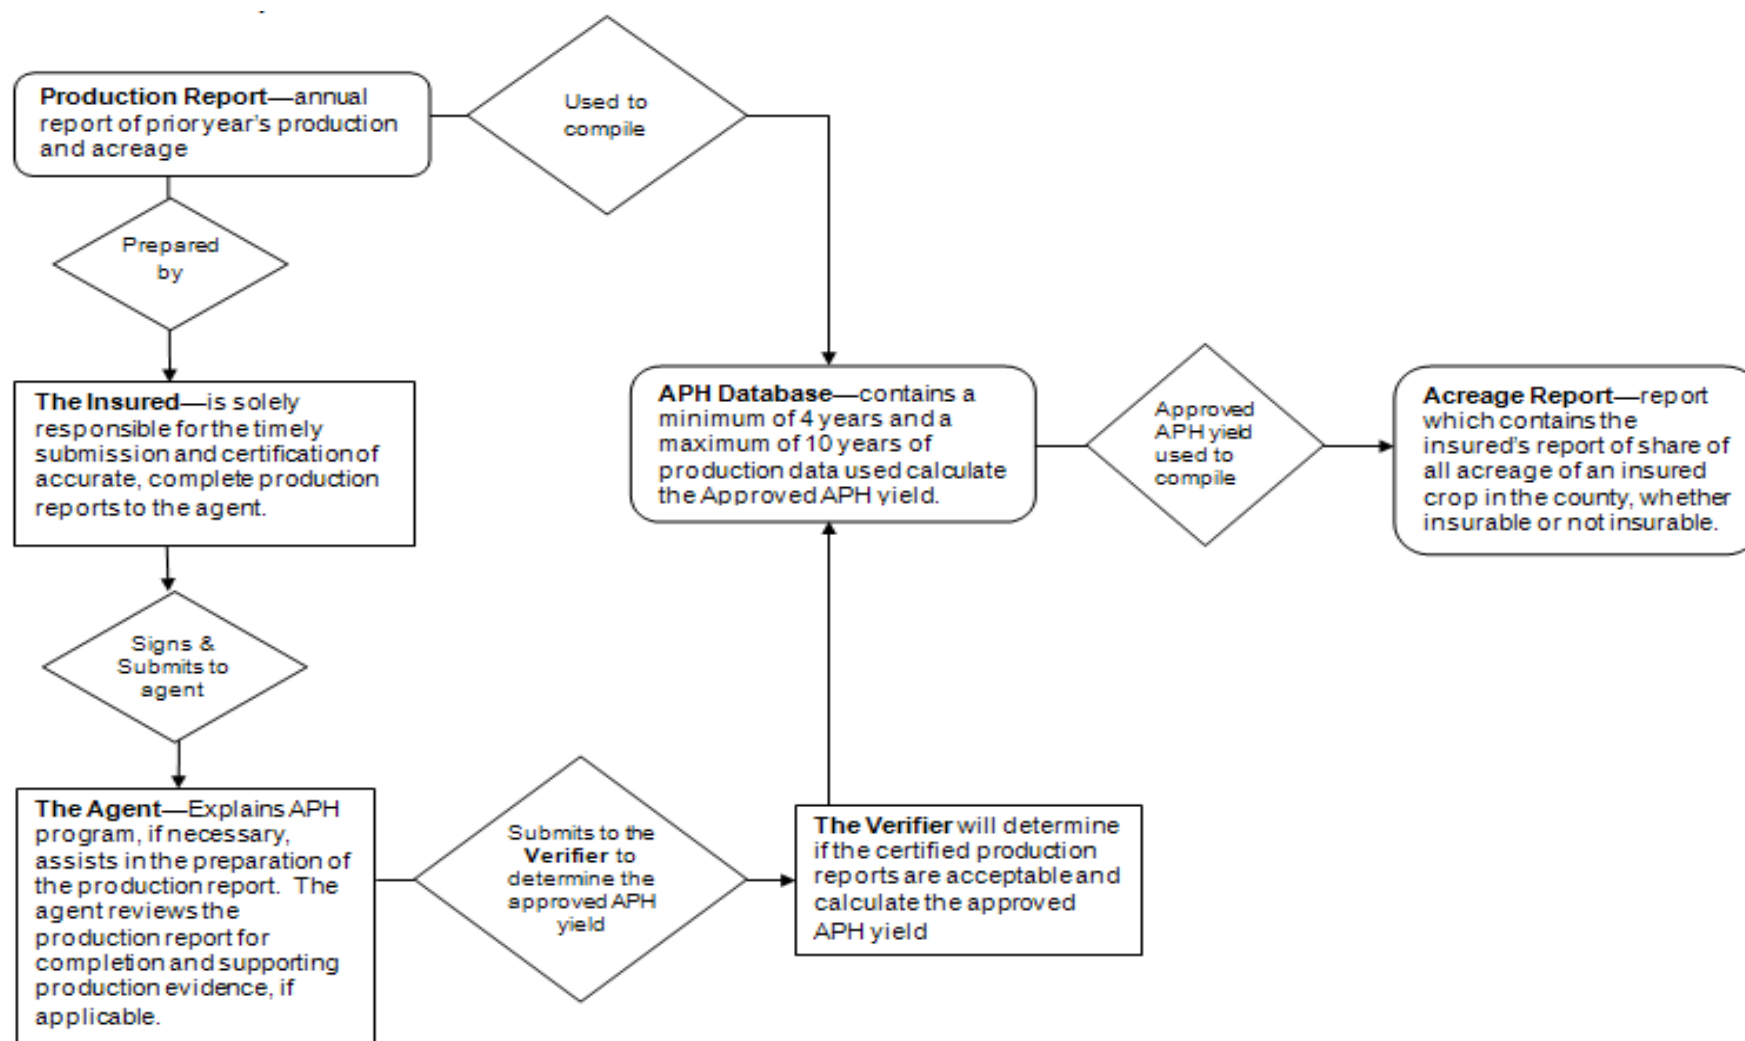 Production Report—annual
report of prior year's production
and acreage
Used to
compile
Prepared
by
The Insured—is solely
responsible for the timely
submission and certification of
accurate, complete production
reports to the agent.
APH Database—contains a
minimum of 4 years and a
maximum of 10 years of
production data used calculate
the Approved APH yield.
Approved
APH yield
used to
compile
Acreage Report—report
which contains the
insured's report of share of
all acreage of an insured
crop in the county, whether
insurable or not insurable.
Signs &
Submits to
agent
The Agent—Explains APH
program, if necessary,
assists in the preparation of
the production report. The
agent reviews the
production report for
completion and supporting
production evidence, if
applicable.
Submits to the
Verifier to
determine the
approved APH
yield
The Verifier will determine
if the certified production
reports are acceptable and
calculate the approved
APH yield